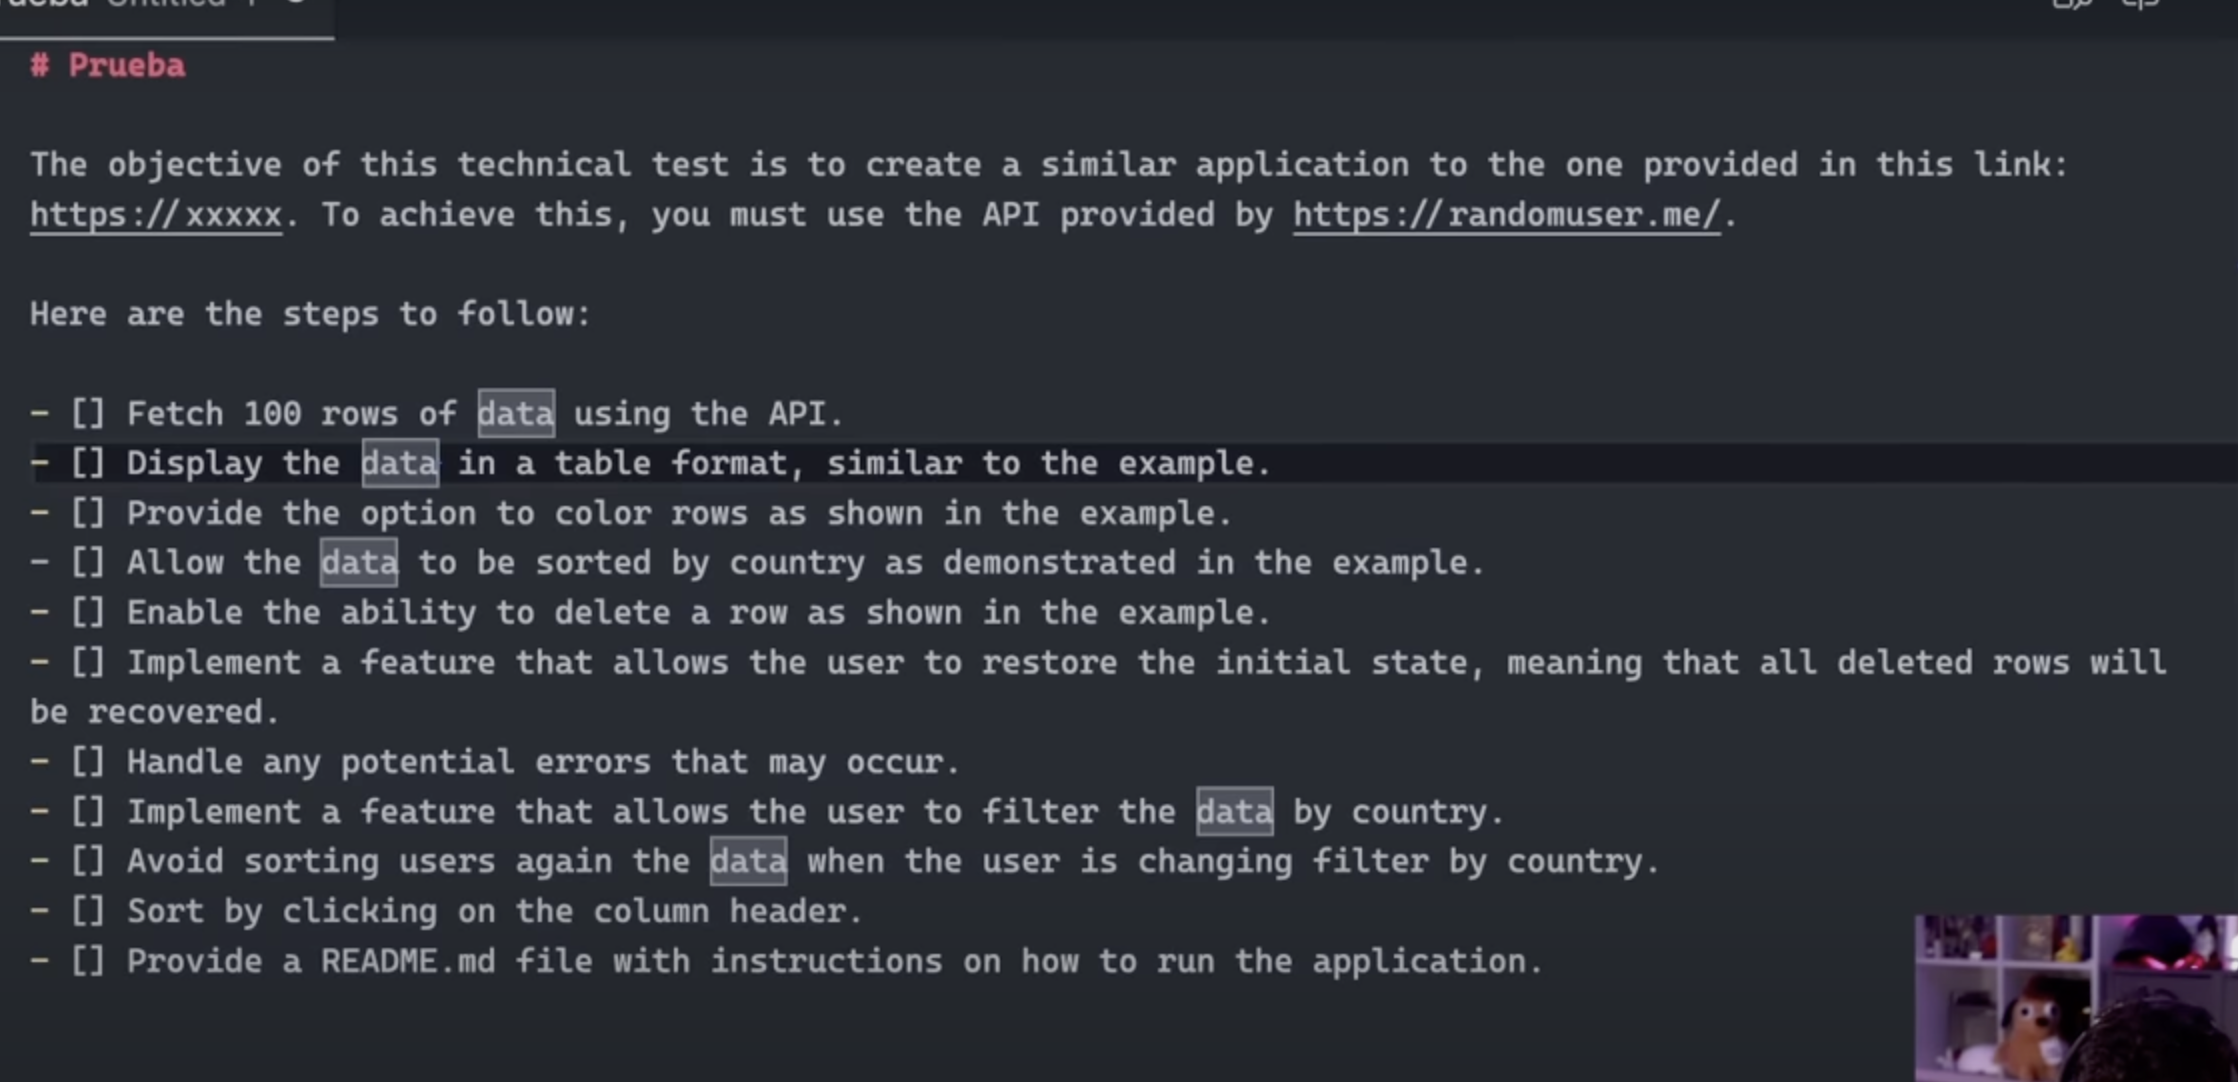 # Prueba
The objective of this technical test is to create a similar application to the one provided in this link:
https://xxxxx. To achieve this, you must use the API provided by https://randomuser.me/.
Here are the steps to follow:
- [] Fetch 100 rows of data using the API.
- [] Display the data in a table format, similar to the example.
- [] Provide the option to color rows as shown in the example.
- [] Allow the data to be sorted by country as demonstrated in the example.
- [] Enable the ability to delete a row as shown in the example.
- [] Implement a feature that allows the user to restore the initial state, meaning that all deleted rows will
be recovered.
- [] Handle any potential errors that may occur.
- [] Implement a feature that allows the user to filter the data by country.
- [] Avoid sorting users again the data when the user is changing filter by country.
- [] Sort by clicking on the column header.
- [] Provide a README.md file with instructions on how to run the application.